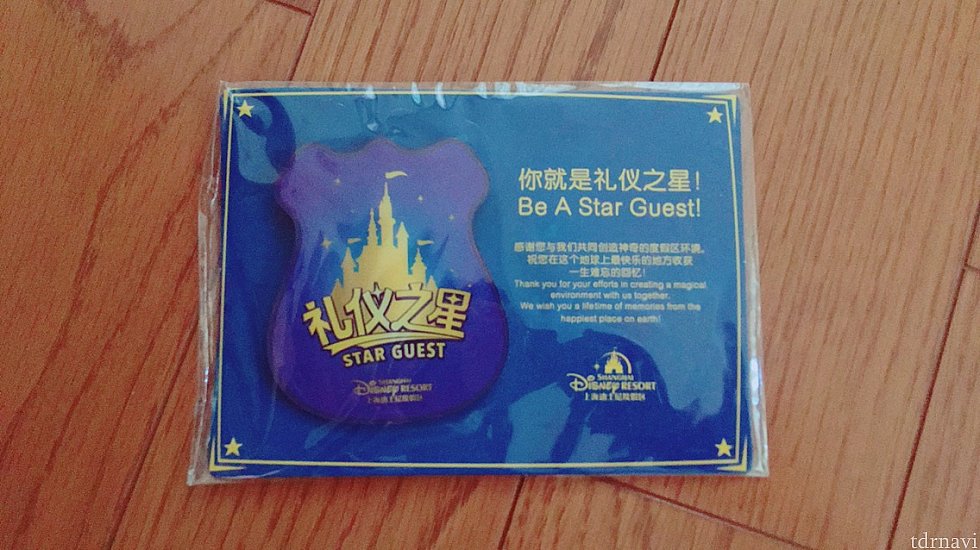 礼仪之星
STAR GUEST
SHANGHAI
DISNEY RESORT
上海迪士尼度假区
你就是礼仪之星！
Be A Star Guest!
感谢您与我们共同创造神奇的度假区环境。
祝您在这个地球上最快乐的地方收获
一生难忘的回忆！
Thank you for your efforts in creating a magical
environment with us together.
We wish you a lifetime of memories from the
happiest place on earth!
SHANGHAI
DISNEY RESORT
上海迪士尼度假区
tdrnavi